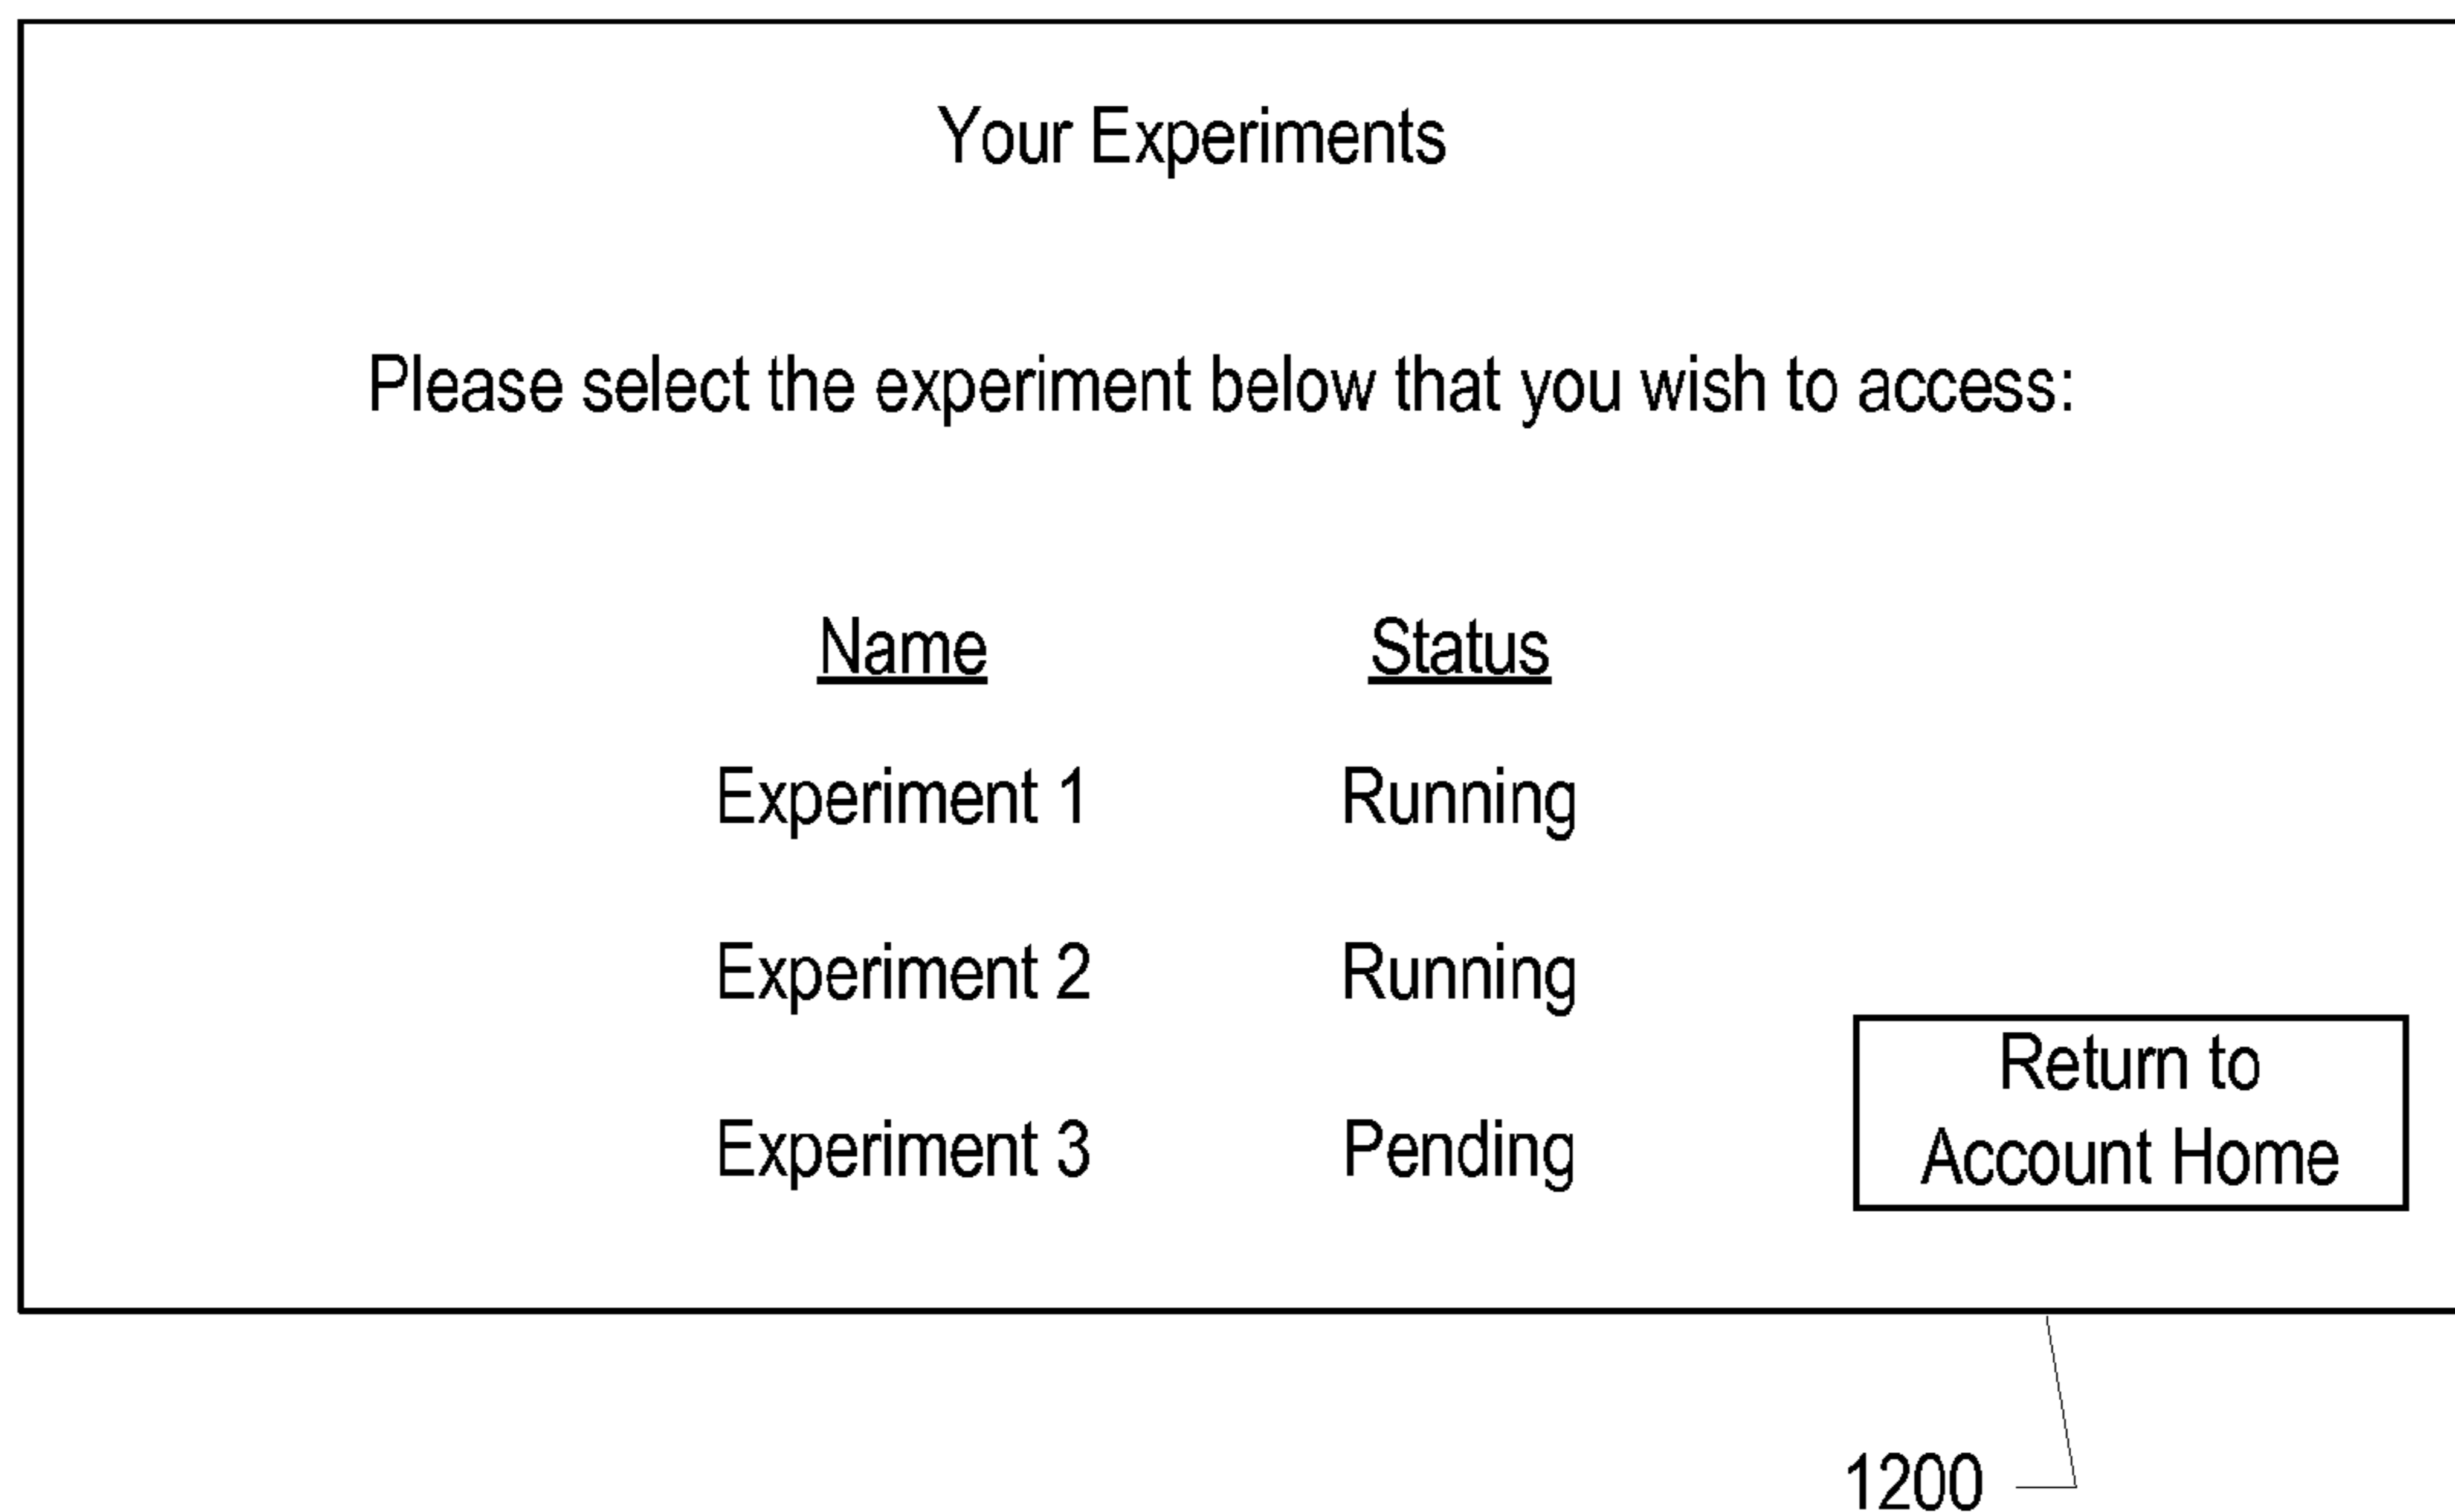 Your Experiments
Please select the experiment below that you wish to access:
Name Status
Experiment 1 Running
Experiment 2 Running
Experiment 3 Pending
Return to
Account Home
1200